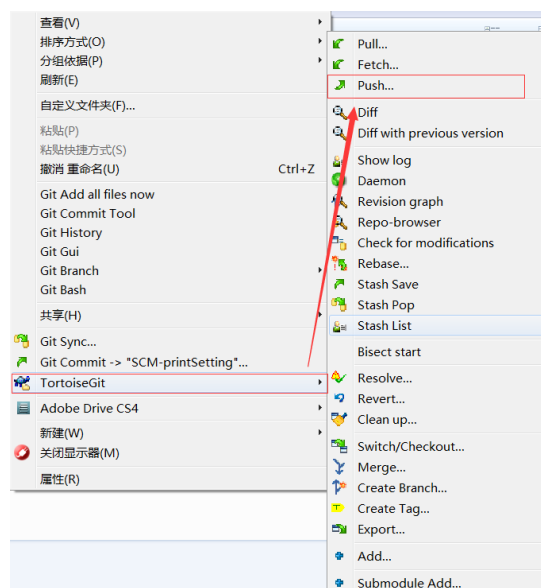 查看(V)
排序方式(O)
分组依据(P)
刷新(E)
自定义文件夹(F)...
粘贴(P)
粘贴快捷方式(S)
撤消 重命名(U) Ctrl+Z
Git Add all files now
Git Commit Tool
Git History
Git Gui
Git Branch
Git Bash
共享(H)
Git Sync...
Git Commit -> "SCM-printSetting"...
TortoiseGit
Adobe Drive CS4
新建(W)
关闭显示器(M)
属性(R)
Pull...
Fetch...
Push...
Diff
Diff with previous version
Show log
Daemon
Revision graph
Repo-browser
Check for modifications
Rebase...
Stash Save
Stash Pop
Stash List
Bisect start
Resolve...
Revert...
Clean up...
Switch/Checkout...
Merge...
Create Branch...
Create Tag...
Export...
Add...
Submodule Add...